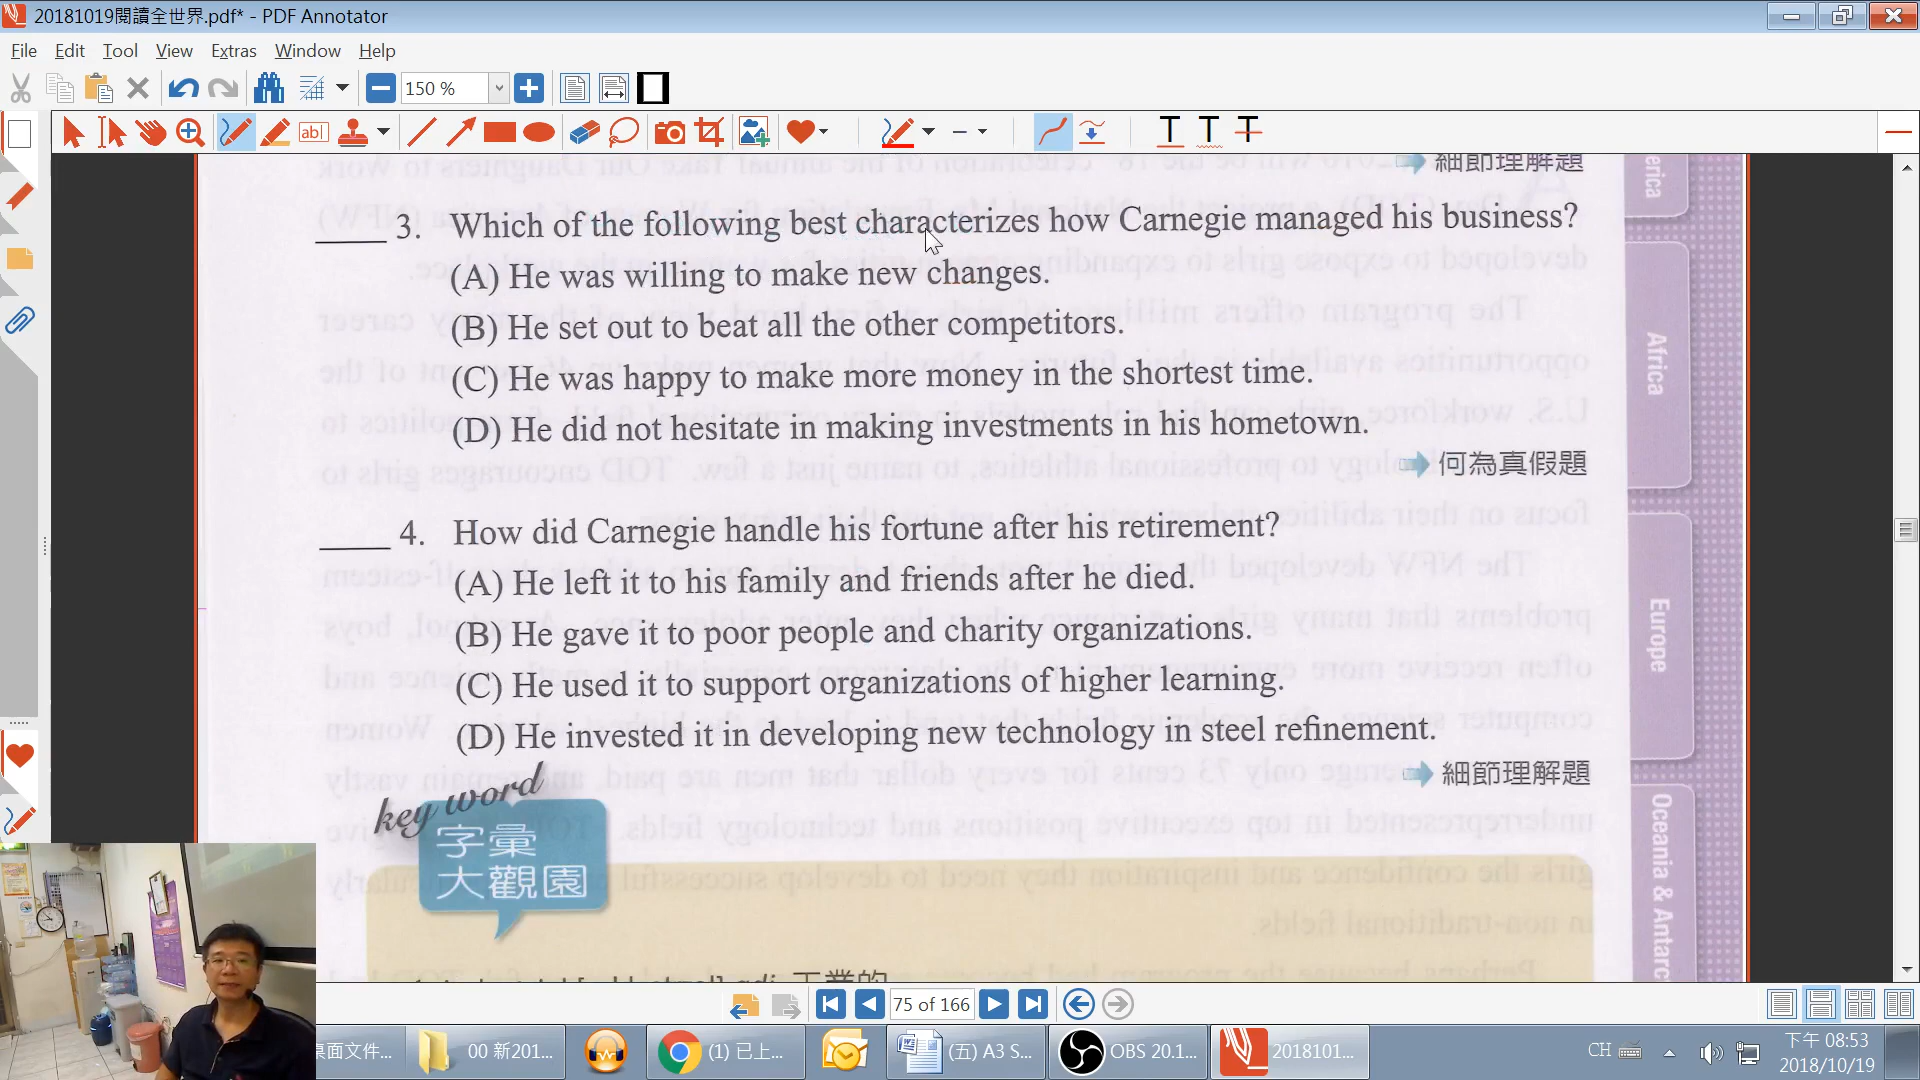 20181019閱讀全世界.pdf* - PDF Annotator
File Edit Tool View Extras Window Help
150 %
細節理解題
3. Which of the following best characterizes how Carnegie managed his business?
(A) He was willing to make new changes.
(B) He set out to beat all the other competitors.
(C) He was happy to make more money in the shortest time.
(D) He did not hesitate in making investments in his hometown.
何為真假題
4. How did Carnegie handle his fortune after his retirement?
(A) He left it to his family and friends after he died.
(B) He gave it to poor people and charity organizations.
(C) He used it to support organizations of higher learning.
(D) He invested it in developing new technology in steel refinement.
細節理解題
key word
字彙
大觀園
erica
Africa
Europe
Oceania & Antarc
75 of 166
桌面文件...
00 新201...
(1) 已上...
(五) A3 S...
OBS 20.1...
2018101...
CH
下午 08:53
2018/10/19